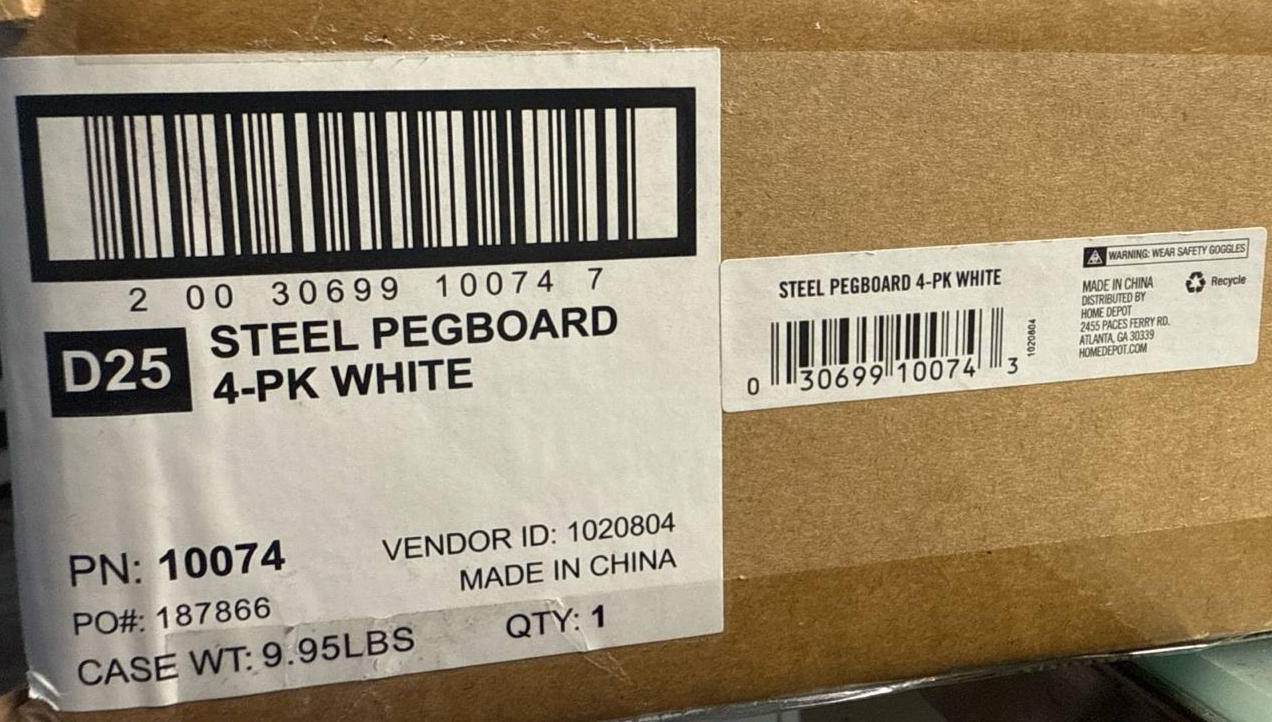 2 00 30699 10074 7
D25
STEEL PEGBOARD
4-PK WHITE
PN: 10074
VENDOR ID: 1020804
MADE IN CHINA
PO#: 187866
QTY: 1
CASE WT: 9.95LBS
STEEL PEGBOARD 4-PK WHITE
0 30699 10074 3
1020804
WARNING: WEAR SAFETY GOGGLES
MADE IN CHINA
DISTRIBUTED BY
HOME DEPOT
2455 PACES FERRY RD.
ATLANTA, GA 30339
HOMEDEPOT.COM
Recycle